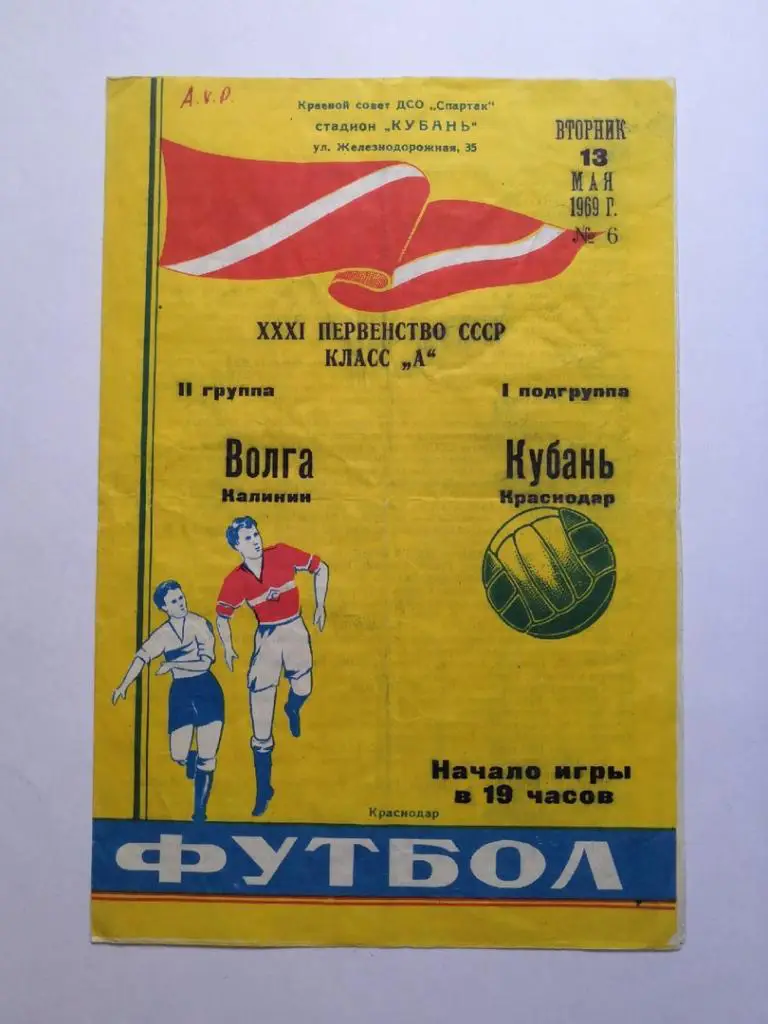 А.V.Р.
Краевой совет ДСО „Спартак"
стадион „КУБАНЬ"
ул. Железнодорожная, 35
ВТОРНИК
13
МАЯ
1969 Г.
№ 6
XXXI ПЕРВЕНСТВО СССР
КЛАСС „А"
II группа
I подгруппа
Волга
Калинин
Кубань
Краснодар
Начало игры
в 19 часов
Краснодар
ФУТБОЛ